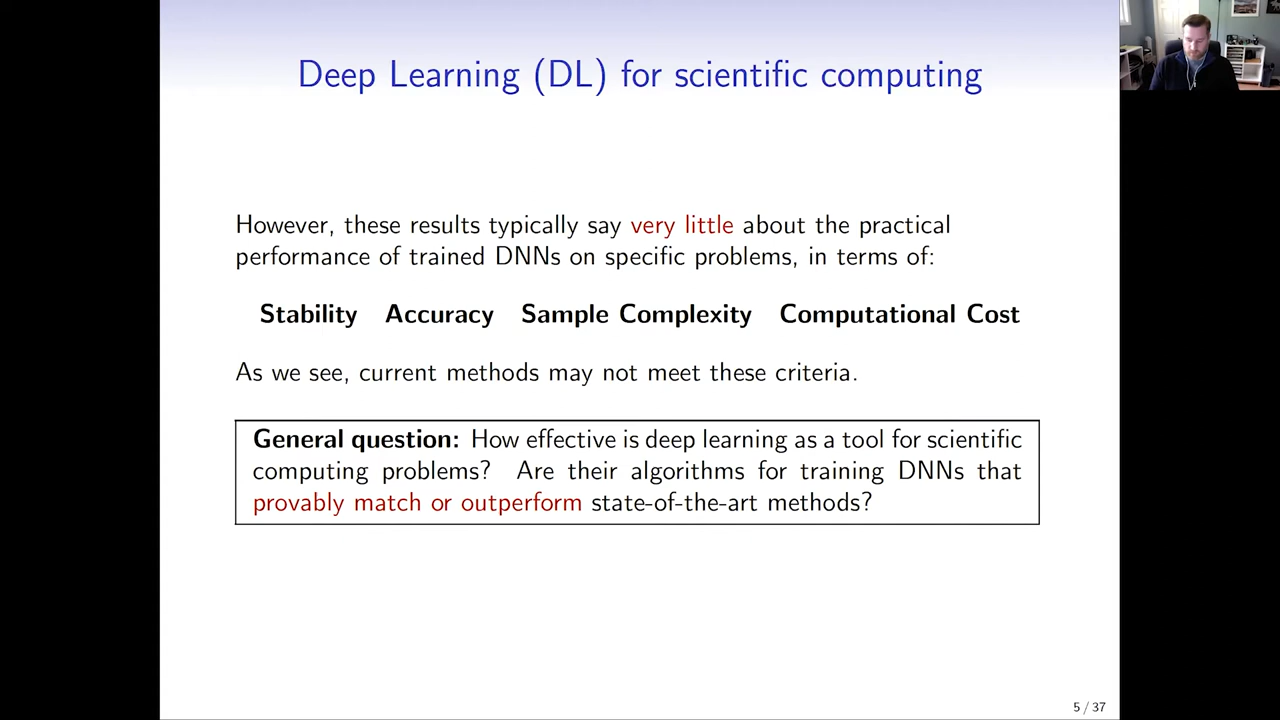 Deep Learning (DL) for scientific computing
However, these results typically say very little about the practical
performance of trained DNNs on specific problems, in terms of:
Stability Accuracy Sample Complexity Computational Cost
As we see, current methods may not meet these criteria.
General question: How effective is deep learning as a tool for scientific
computing problems? Are their algorithms for training DNNs that
provably match or outperform state-of-the-art methods?
5 / 37